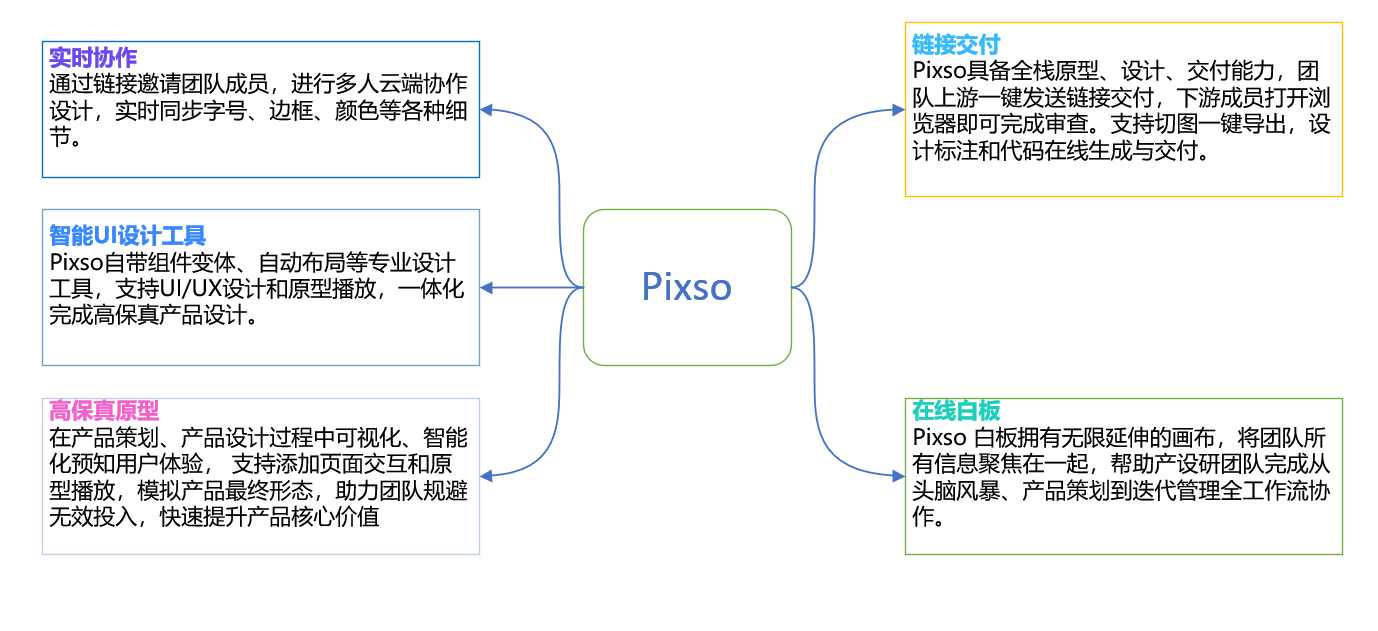 实时协作
通过链接邀请团队成员，进行多人云端协作
设计，实时同步字号、边框、颜色等各种细
节。
智能UI设计工具
Pixso自带组件变体、自动布局等专业设计
工具，支持UI/UX设计和原型播放，一体化
完成高保真产品设计。
高保真原型
在产品策划、产品设计过程中可视化、智能
化预知用户体验， 支持添加页面交互和原
型播放，模拟产品最终形态，助力团队规避
无效投入，快速提升产品核心价值
Pixso
链接交付
Pixso具备全栈原型、设计、交付能力，团
队上游一键发送链接交付，下游成员打开浏
览器即可完成审查。支持切图一键导出，设
计标注和代码在线生成与交付。
在线白板
Pixso 白板拥有无限延伸的画布，将团队所
有信息聚焦在一起，帮助产设研团队完成从
头脑风暴、产品策划到迭代管理全工作流协
作。